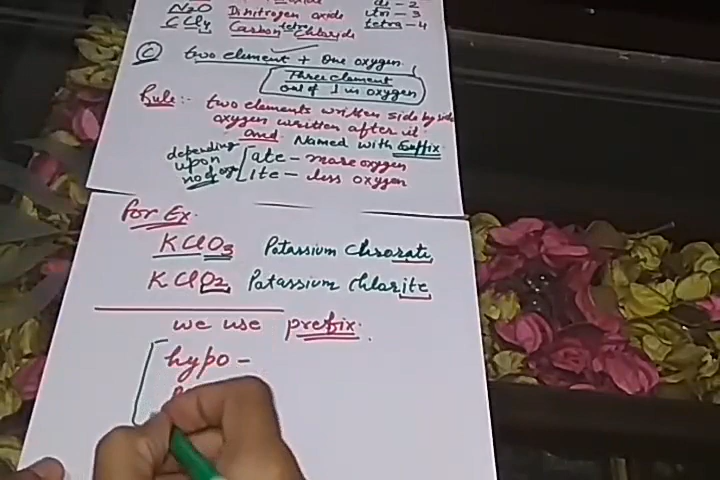 N2O Dinitrogen oxide di - 2
tri - 3
CCl4 Carbon tetra Chloride tetra - 4
C two element + one oxygen
Three element
out of 1 is oxygen
Rule:- two elements written side by side
oxygen written after it.
and Named with Suffix
depending
upon
ate - more oxygen
ite - less oxygen
for Ex.
KClO3 Potassium Chlorate
KClO2 Potassium chlorite
we use prefix.
hypo -